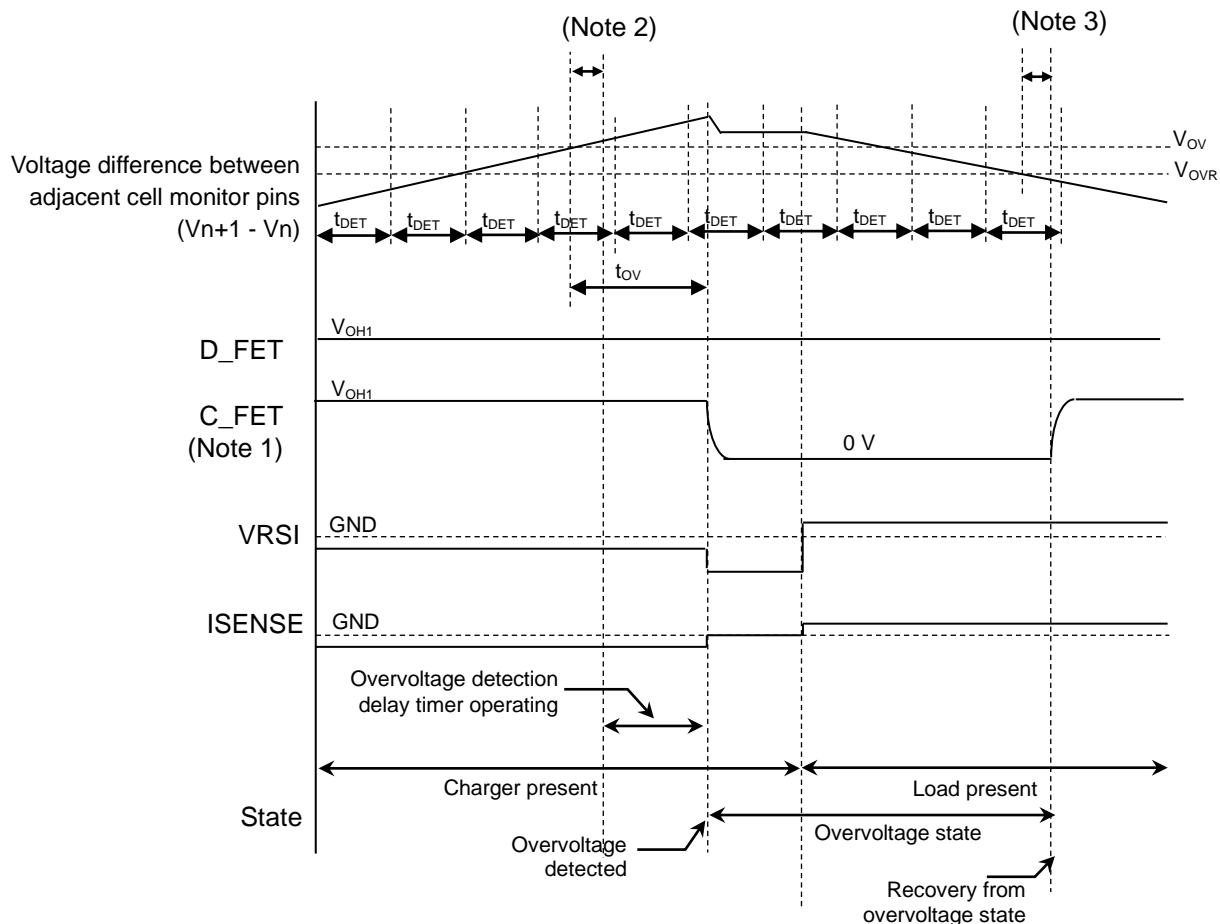 (Note 2)
(Note 3)
Voltage difference between
adjacent cell monitor pins
(Vn+1 - Vn)
VOV
VOVR
tDET
tDET
tDET
tDET
tDET
tDET
tDET
tDET
tDET
tDET
tOV
D_FET
VOH1
C_FET
(Note 1)
VOH1
0 V
VRSI
GND
ISENSE
GND
Overvoltage detection
delay timer operating
Charger present
Load present
State
Overvoltage state
Overvoltage
detected
Recovery from
overvoltage state